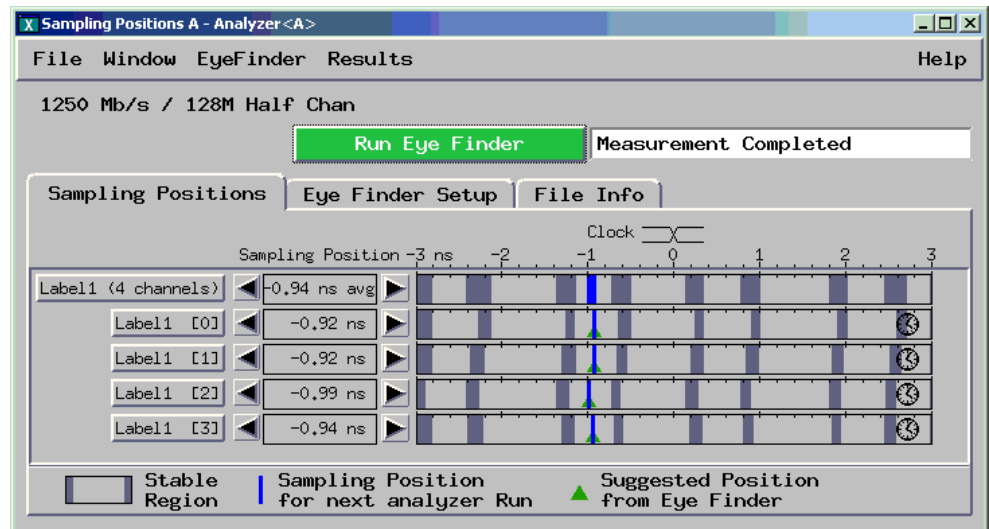 X Sampling Positions A - Analyzer<A>
File Window EyeFinder Results Help
1250 Mb/s / 128M Half Chan
Run Eye Finder Measurement Completed
Sampling Positions Eye Finder Setup File Info
Clock
Sampling Position -3 ns -2 -1 0 1 2 3
Label1 (4 channels) -0.94 ns avg
Label1 [0] -0.92 ns
Label1 [1] -0.92 ns
Label1 [2] -0.99 ns
Label1 [3] -0.94 ns
Stable Region
Sampling Position for next analyzer Run
Suggested Position from Eye Finder